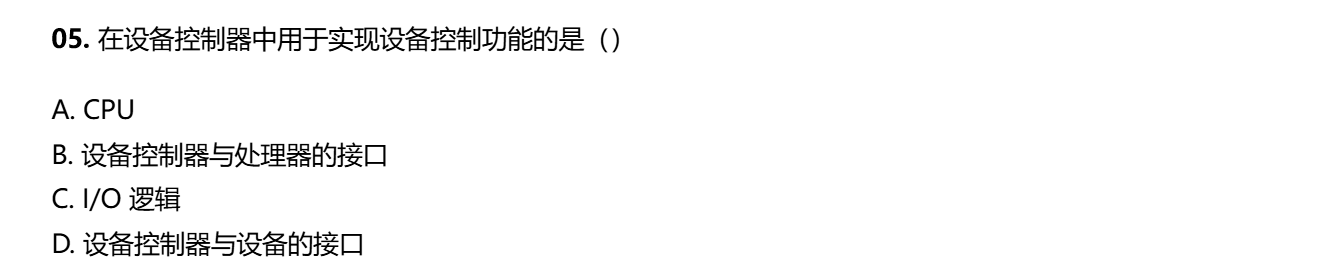 05. 在设备控制器中用于实现设备控制功能的是（）
A. CPU
B. 设备控制器与处理器的接口
C. I/O 逻辑
D. 设备控制器与设备的接口